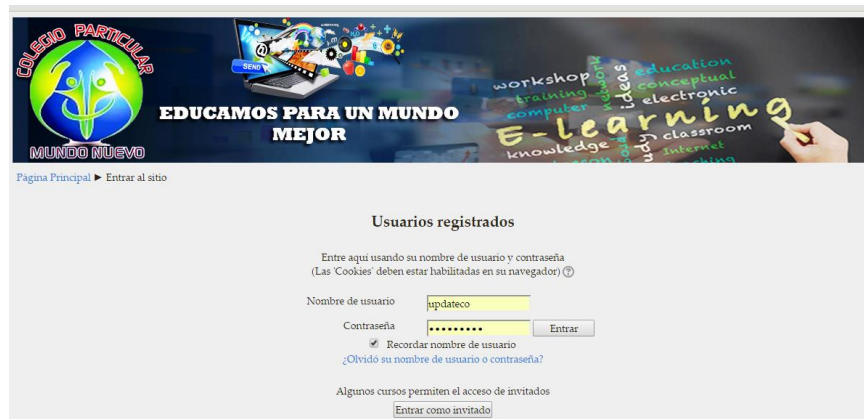 COLEGIO PARTICULAR
MUNDO NUEVO
SEND
@
EDUCAMOS PARA UN MUNDO
MEJOR
workshop
training
computer
network
ideas
education
conceptual
electronic
E-learning
knowledge
classroom
Internet
Página Principal ► Entrar al sitio
Usuarios registrados
Entre aquí usando su nombre de usuario y contraseña
(Las 'Cookies' deben estar habilitadas en su navegador) ?
Nombre de usuario
updateco
Contraseña
•••••••••
Entrar
Recordar nombre de usuario
¿Olvidó su nombre de usuario o contraseña?
Algunos cursos permiten el acceso de invitados
Entrar como invitado